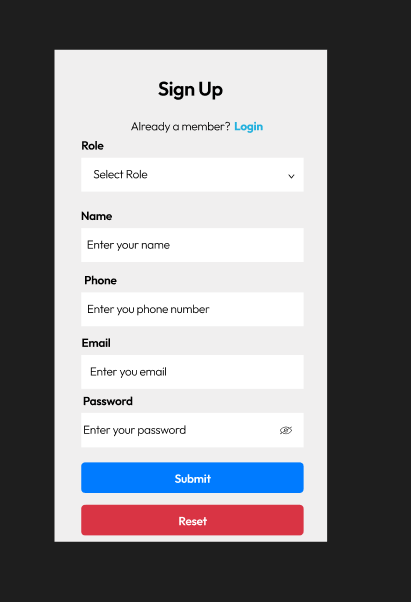 Sign Up
Already a member? Login
Role
Select Role
Name
Enter your name
Phone
Enter you phone number
Email
Enter you email
Password
Enter your password
Submit
Reset